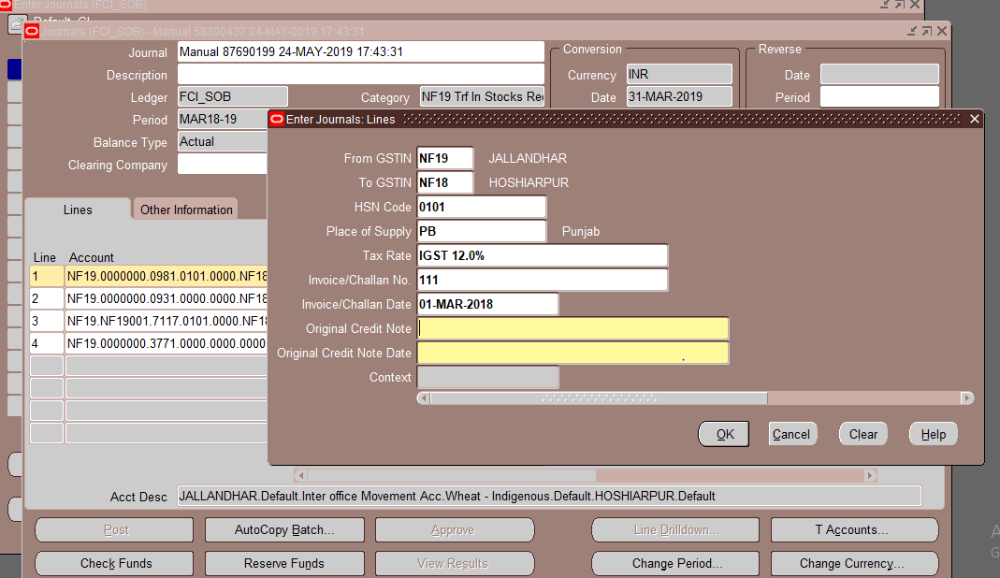 Enter Journals (FCI_SOB)
Journals (FCI_SOB) - Manual 58390437 24-MAY-2019 17:43:31
Journal Manual 87690199 24-MAY-2019 17:43:31
Description
Ledger FCI_SOB Category NF19 Trf In Stocks Re
Period MAR18-19
Balance Type Actual
Clearing Company
Conversion
Currency INR
Date 31-MAR-2019
Reverse
Date
Period
Lines Other Information
Line Account
1 NF19.0000000.0981.0101.0000.NF18
2 NF19.0000000.0931.0000.0000.NF18
3 NF19.NF19001.7117.0101.0000.NF18
4 NF19.0000000.3771.0000.0000.0000
Enter Journals: Lines
From GSTIN NF19 JALLANDHAR
To GSTIN NF18 HOSHIARPUR
HSN Code 0101
Place of Supply PB Punjab
Tax Rate IGST 12.0%
Invoice/Challan No. 111
Invoice/Challan Date 01-MAR-2018
Original Credit Note
Original Credit Note Date
Context
OK Cancel Clear Help
Acct Desc JALLANDHAR.Default.Inter office Movement Acc.Wheat - Indigenous.Default.HOSHIARPUR.Default
Post AutoCopy Batch... Approve Line Drilldown... T Accounts...
Check Funds Reserve Funds View Results Change Period... Change Currency...